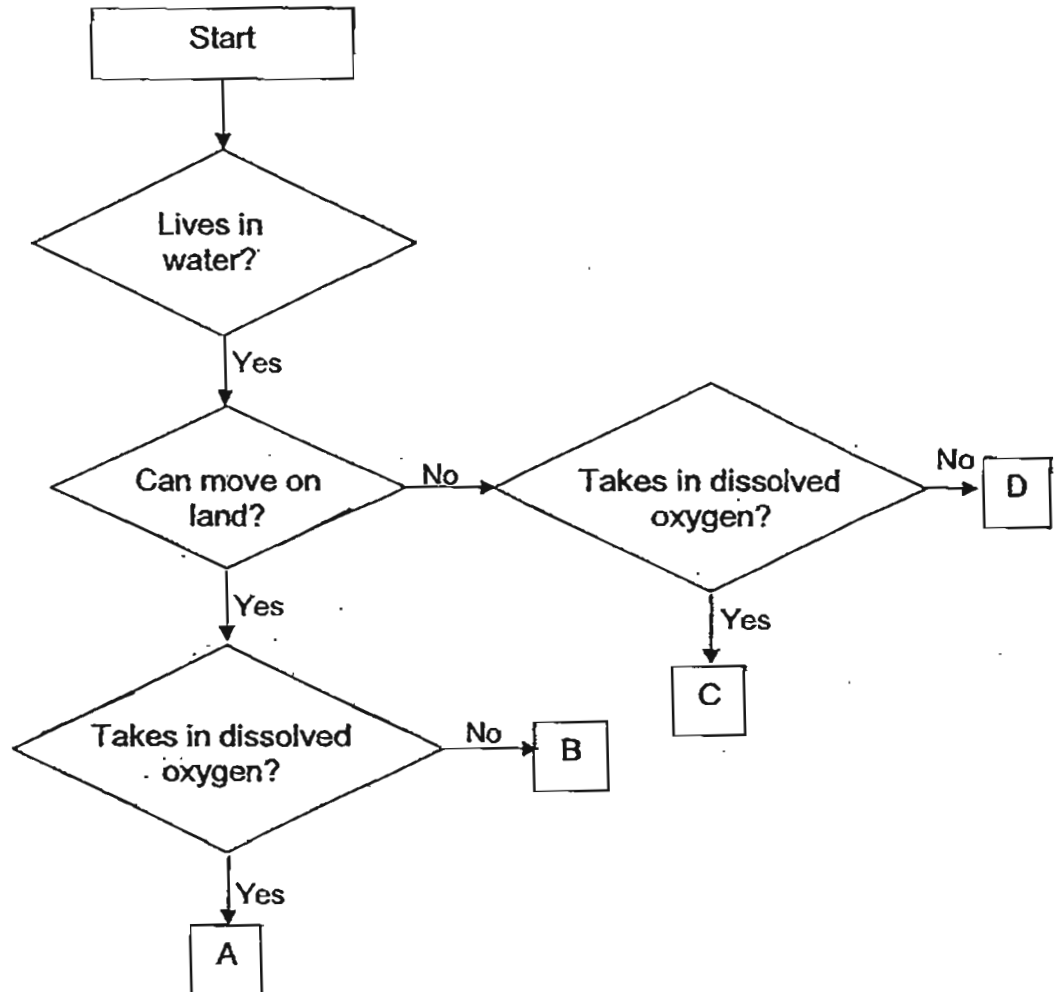 Start
Lives in
water?
Yes
Can move on
land?
No
Takes in dissolved
oxygen?
No
D
Yes
C
Yes
Takes in dissolved
oxygen?
No
B
Yes
A